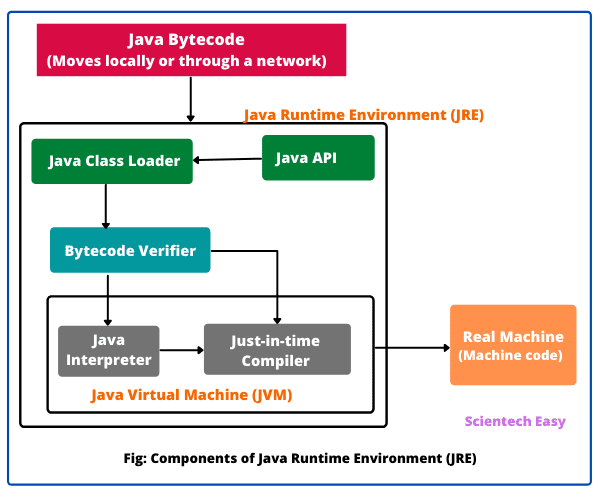 Java Bytecode
(Moves locally or through a network)
Java Runtime Environment (JRE)
Java Class Loader
Java API
Bytecode Verifier
Java
Interpreter
Just-in-time
Compiler
Java Virtual Machine (JVM)
Real Machine
(Machine code)
Scientech Easy
Fig: Components of Java Runtime Environment (JRE)